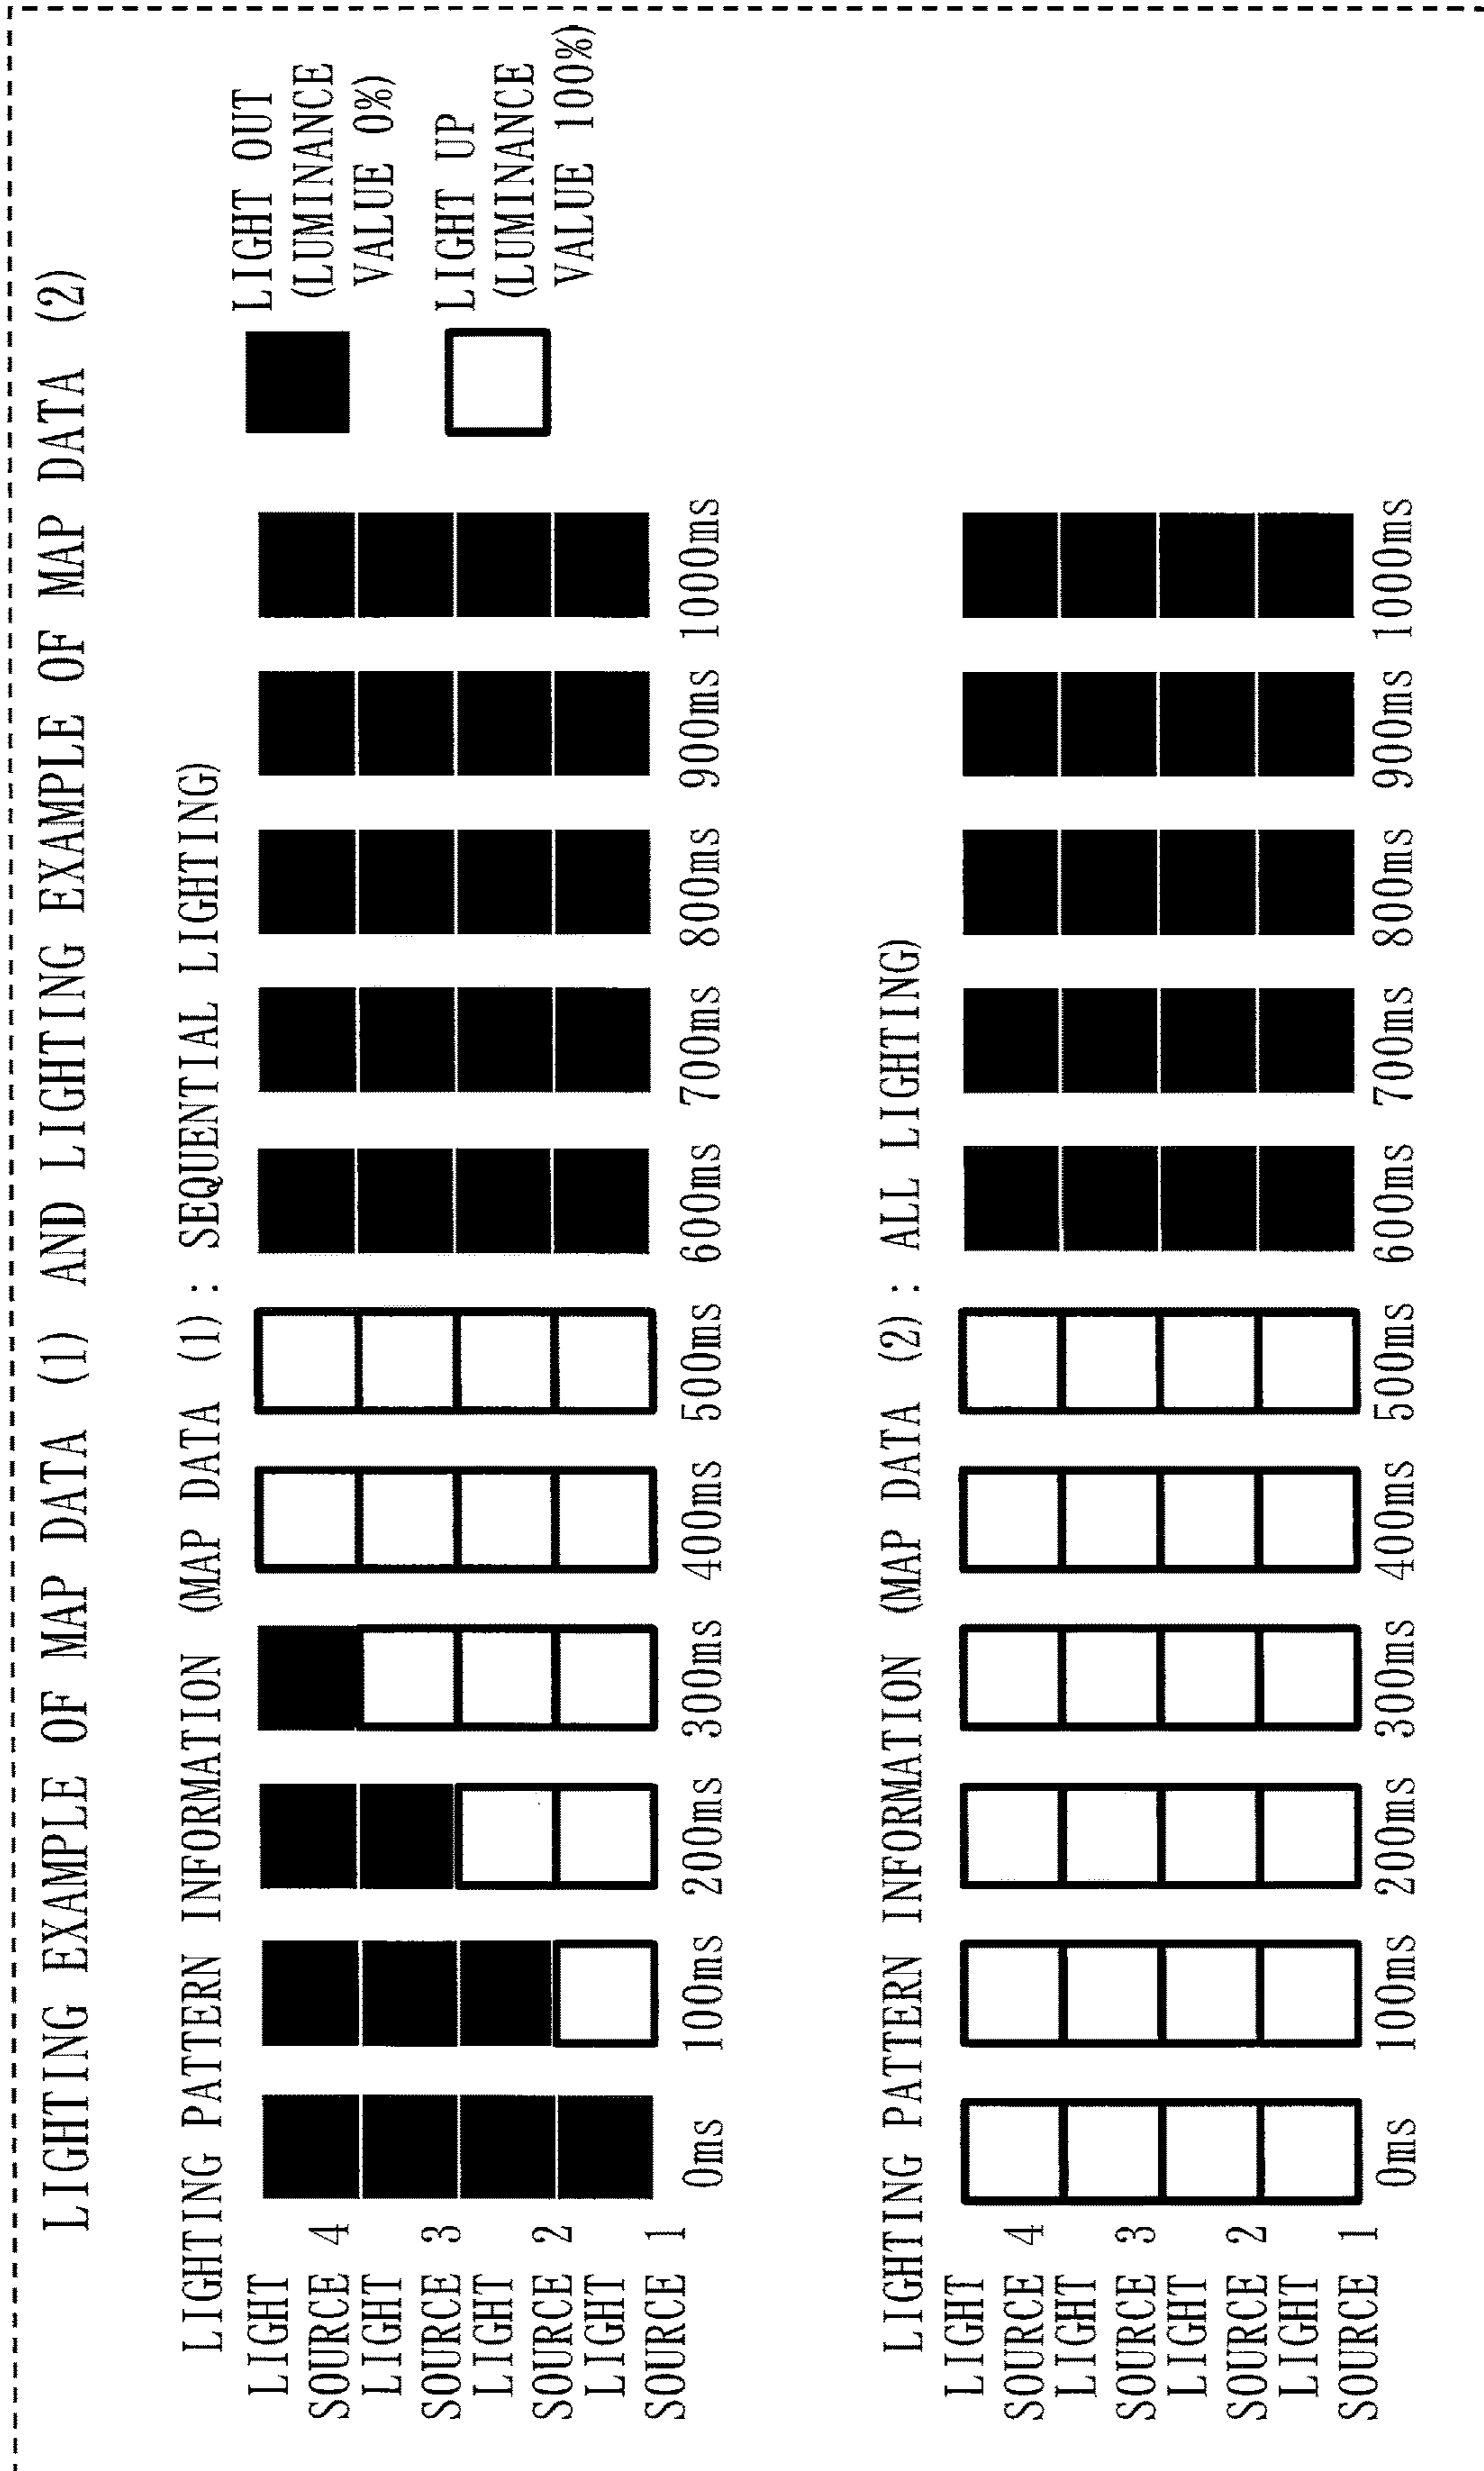 LIGHTING EXAMPLE OF MAP DATA (1) AND LIGHTING EXAMPLE OF MAP DATA (2)
LIGHTING PATTERN INFORMATION (MAP DATA (1) : SEQUENTIAL LIGHTING)
LIGHT
SOURCE 4
LIGHT
SOURCE 3
LIGHT
SOURCE 2
LIGHT
SOURCE 1
0ms 100ms 200ms 300ms 400ms 500ms 600ms 700ms 800ms 900ms 1000ms
LIGHT OUT
(LUMINANCE
VALUE 0%)
LIGHT UP
(LUMINANCE
VALUE 100%)
LIGHTING PATTERN INFORMATION (MAP DATA (2) : ALL LIGHTING)
LIGHT
SOURCE 4
LIGHT
SOURCE 3
LIGHT
SOURCE 2
LIGHT
SOURCE 1
0ms 100ms 200ms 300ms 400ms 500ms 600ms 700ms 800ms 900ms 1000ms